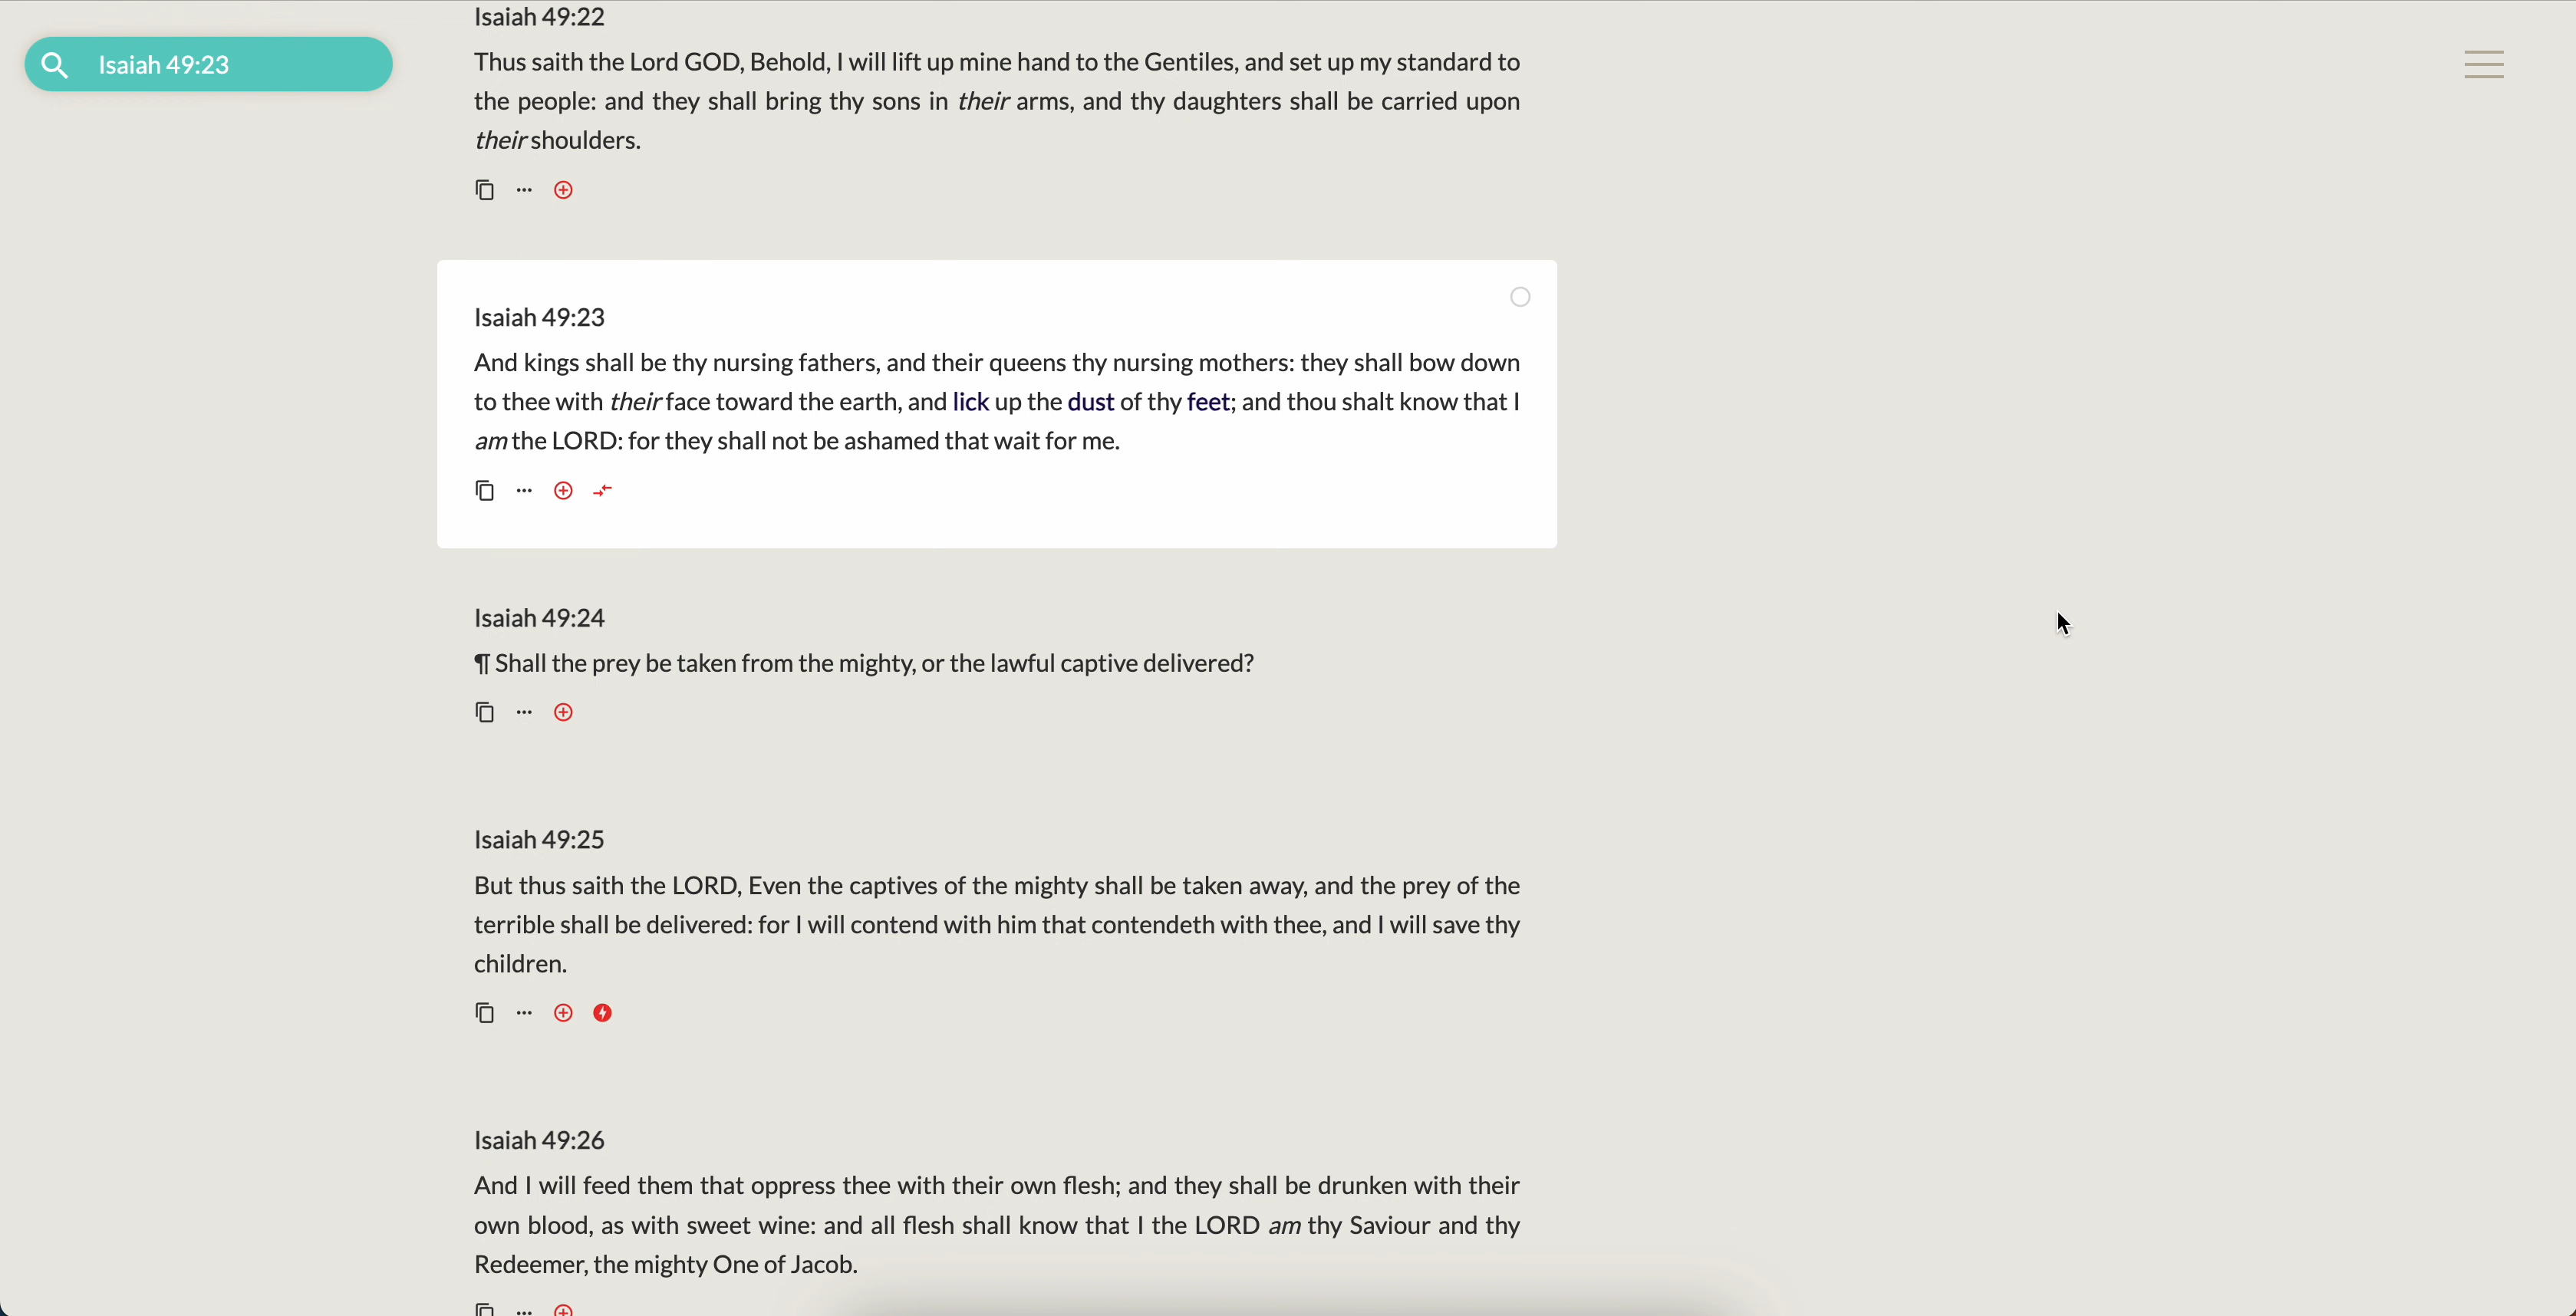 Isaiah 49:22
Isaiah 49:23
Thus saith the Lord GOD, Behold, I will lift up mine hand to the Gentiles, and set up my standard to
the people: and they shall bring thy sons in their arms, and thy daughters shall be carried upon
their shoulders.
Isaiah 49:23
And kings shall be thy nursing fathers, and their queens thy nursing mothers: they shall bow down
to thee with their face toward the earth, and lick up the dust of thy feet; and thou shalt know that I
am the LORD: for they shall not be ashamed that wait for me.
Isaiah 49:24
¶ Shall the prey be taken from the mighty, or the lawful captive delivered?
Isaiah 49:25
But thus saith the LORD, Even the captives of the mighty shall be taken away, and the prey of the
terrible shall be delivered: for I will contend with him that contendeth with thee, and I will save thy
children.
Isaiah 49:26
And I will feed them that oppress thee with their own flesh; and they shall be drunken with their
own blood, as with sweet wine: and all flesh shall know that I the LORD am thy Saviour and thy
Redeemer, the mighty One of Jacob.